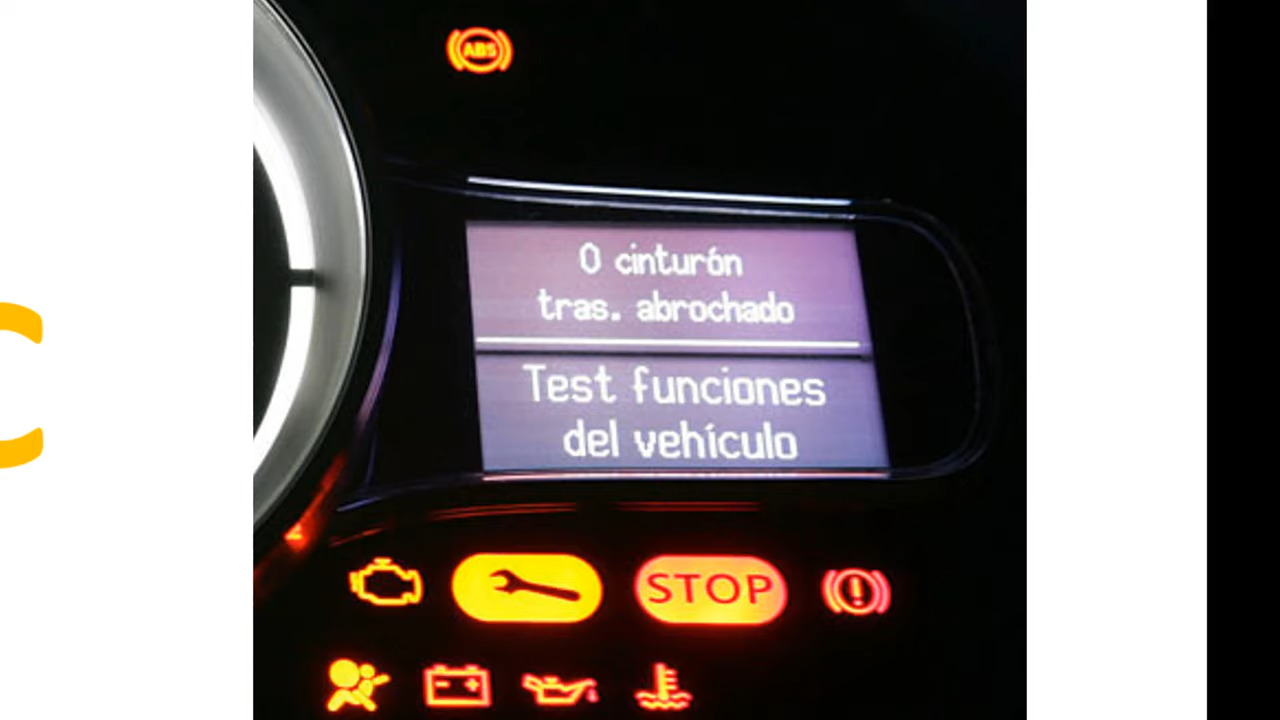 ABS
0 cinturón
tras. abrochado
Test funciones
del vehículo
STOP